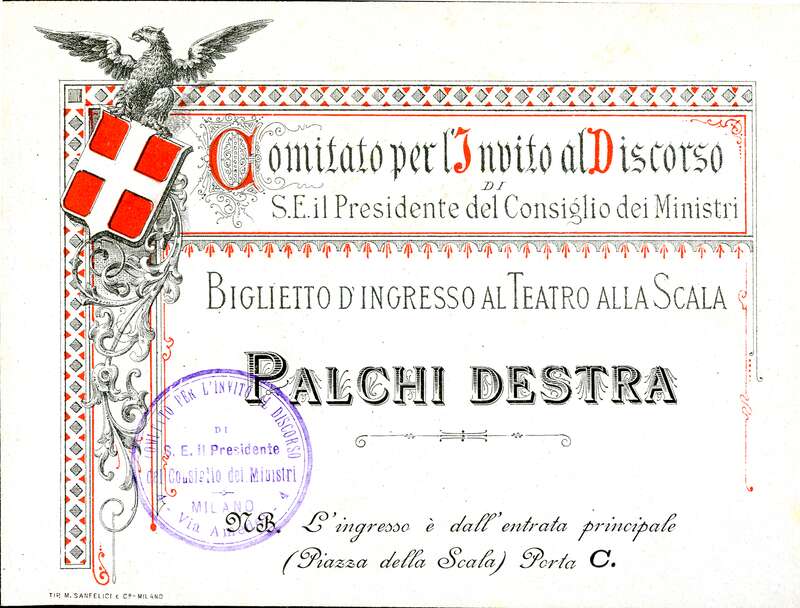 Comitato per l'Invito al Discorso
DI
S.E. il Presidente del Consiglio dei Ministri
BIGLIETTO D'INGRESSO AL TEATRO ALLA SCALA
PALCHI DESTRA
COMITATO PER L'INVITO AL DISCORSO
DI
S. E. il Presidente
del Consiglio dei Ministri
MILANO
Via
NB. L'ingresso è dall'entrata principale
(Piazza della Scala) Porta C.
TIP. M. SANFELICI E CO- MILANO